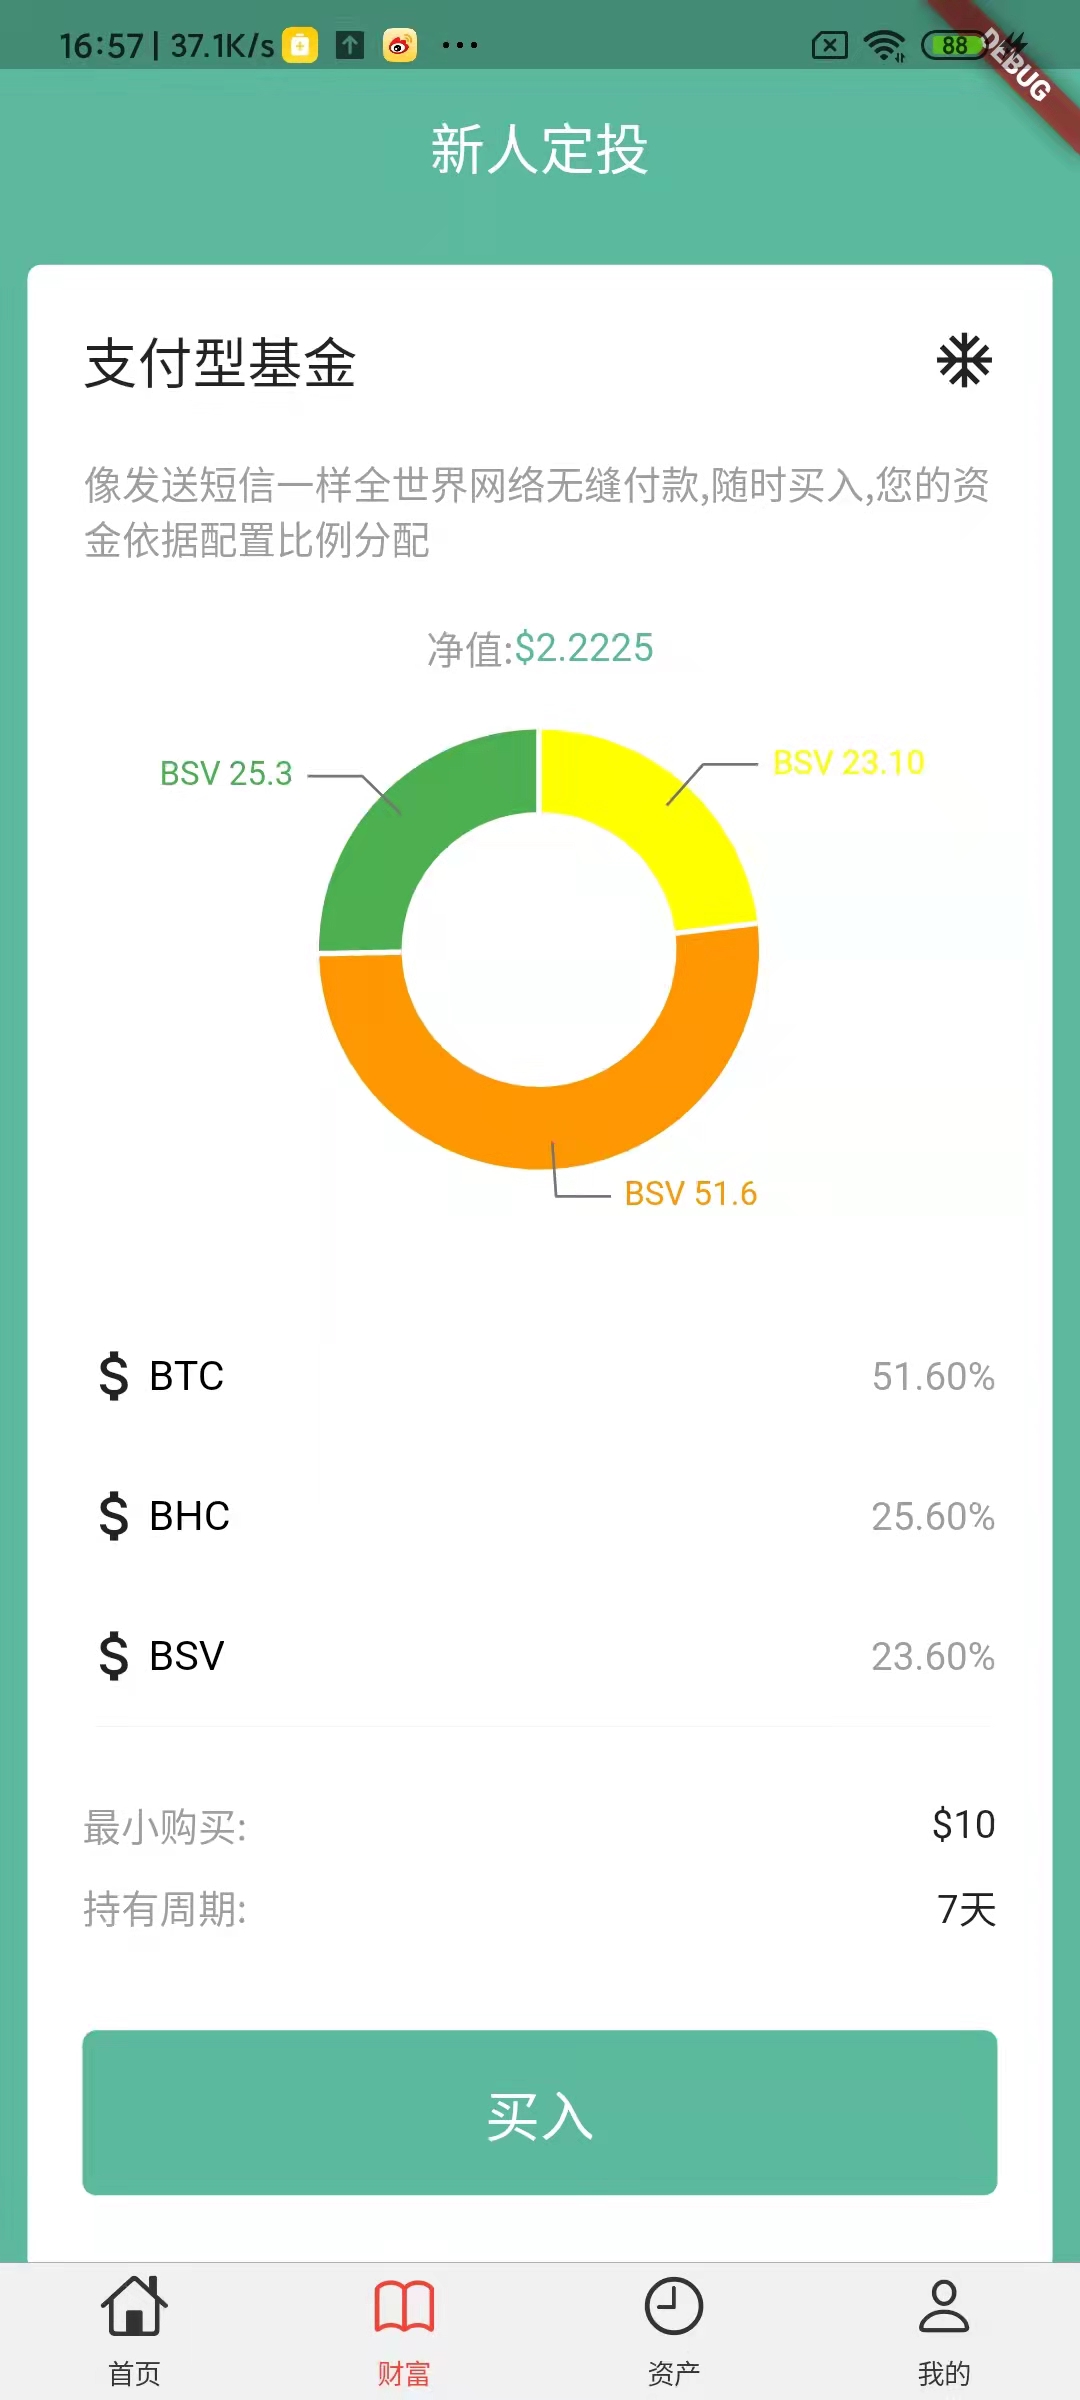 16:57 | 37.1K/s
88
DEBUG
新人定投
支付型基金
像发送短信一样全世界网络无缝付款,随时买入,您的资
金依据配置比例分配
净值:$2.2225
BSV 25.3
BSV 23.10
BSV 51.6
BTC 51.60%
BHC 25.60%
BSV 23.60%
最小购买: $10
持有周期: 7天
买入
首页 财富 资产 我的